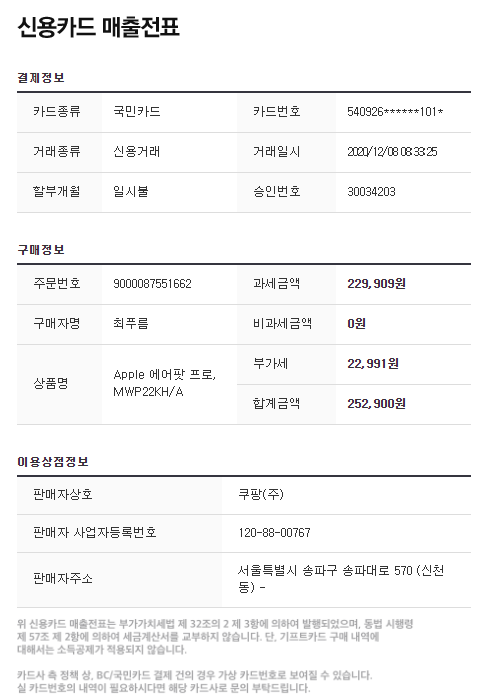 신용카드 매출전표
결제정보
카드종류 국민카드 카드번호 540926******101*
거래종류 신용거래 거래일시 2020/12/08 08:33:25
할부개월 일시불 승인번호 30034203
구매정보
주문번호 9000087551662 과세금액 229,909원
구매자명 최푸름 비과세금액 0원
상품명 Apple 에어팟 프로, MWP22KH/A 부가세 22,991원
합계금액 252,900원
이용상점정보
판매자상호 쿠팡(주)
판매자 사업자등록번호 120-88-00767
판매자주소 서울특별시 송파구 송파대로 570 (신천
동) -
위 신용카드 매출전표는 부가가치세법 제 32조의 2 제 3항에 의하여 발행되었으며, 동법 시행령
제 57조 제 2항에 의하여 세금계산서를 교부하지 않습니다. 단, 기프트카드 구매 내역에
대해서는 소득공제가 적용되지 않습니다.
카드사 측 정책 상, BC/국민카드 결제 건의 경우 가상 카드번호로 보여질 수 있습니다.
실 카드번호의 내역이 필요하시다면 해당 카드사로 문의 부탁드립니다.